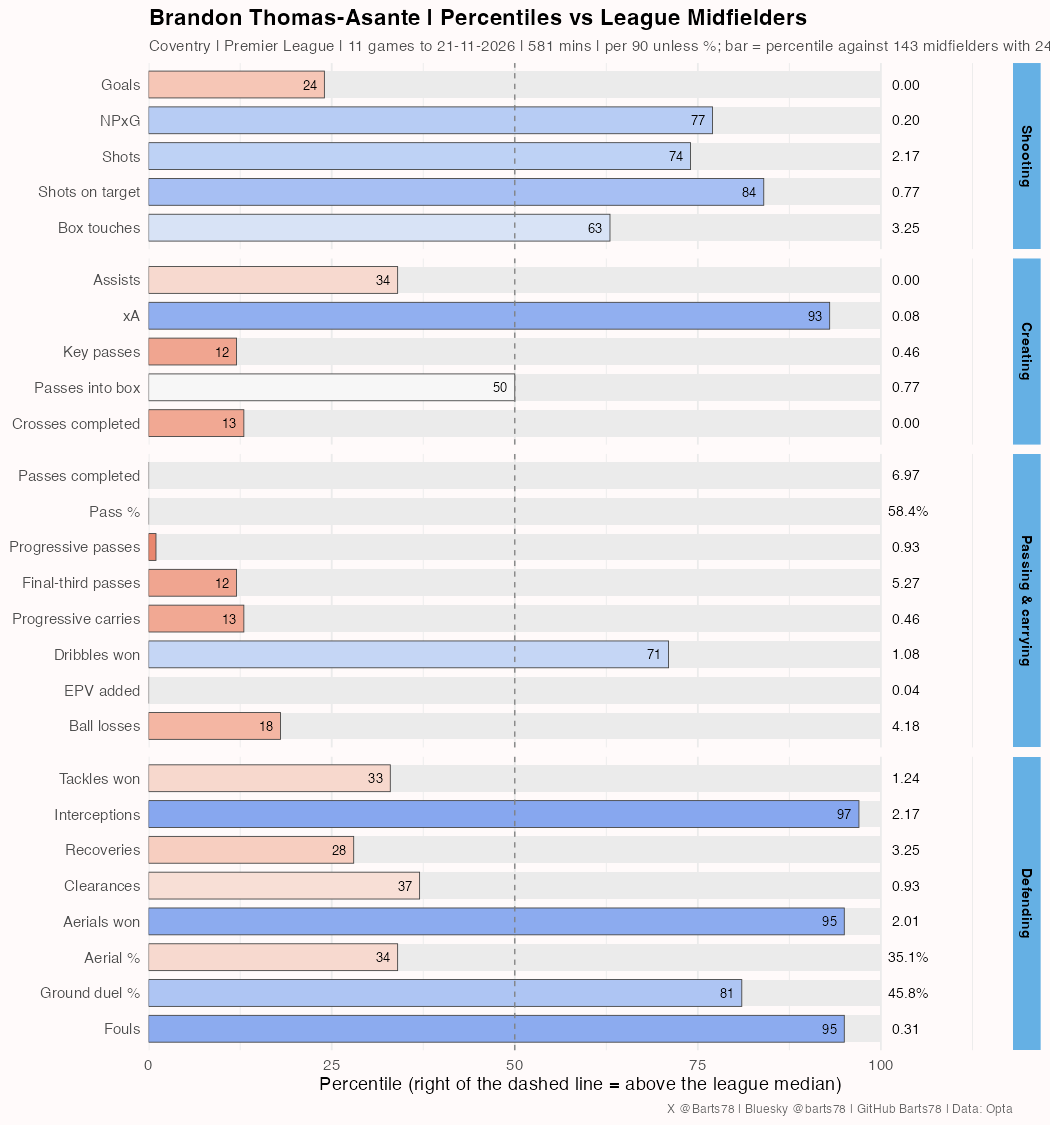 Brandon Thomas-Asante | Percentiles vs League Midfielders
Coventry | Premier League | 11 games to 21-11-2026 | 581 mins | per 90 unless %; bar = percentile against 143 midfielders with 24
Goals 24 0.00
NPxG 77 0.20
Shots 74 2.17
Shots on target 84 0.77
Box touches 63 3.25
Shooting
Assists 34 0.00
xA 93 0.08
Key passes 12 0.46
Passes into box 50 0.77
Crosses completed 13 0.00
Creating
Passes completed 6.97
Pass % 58.4%
Progressive passes 0.93
Final-third passes 12 5.27
Progressive carries 13 0.46
Dribbles won 71 1.08
EPV added 0.04
Ball losses 18 4.18
Passing & carrying
Tackles won 33 1.24
Interceptions 97 2.17
Recoveries 28 3.25
Clearances 37 0.93
Aerials won 95 2.01
Aerial % 34 35.1%
Ground duel % 81 45.8%
Fouls 95 0.31
Defending
0 25 50 75 100
Percentile (right of the dashed line = above the league median)
X @Barts78 | Bluesky @barts78 | GitHub Barts78 | Data: Opta